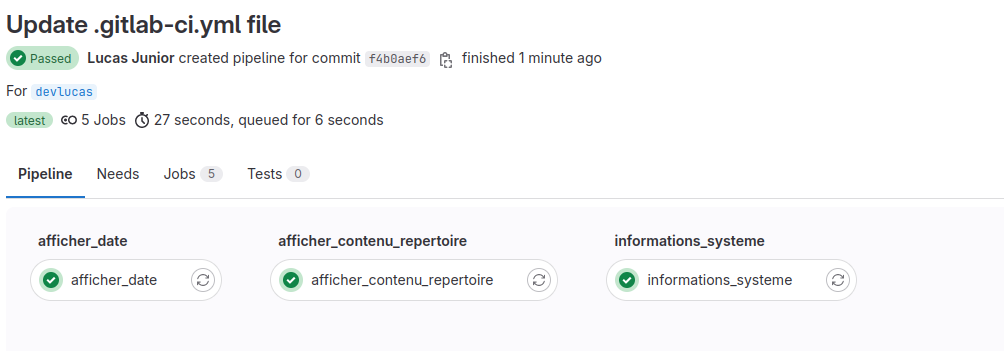 Update .gitlab-ci.yml file
Passed Lucas Junior created pipeline for commit f4b0aef6 finished 1 minute ago
For devlucas
latest 5 Jobs 27 seconds, queued for 6 seconds
Pipeline Needs Jobs 5 Tests 0
afficher_date afficher_contenu_repertoire informations_systeme
afficher_date afficher_contenu_repertoire informations_systeme